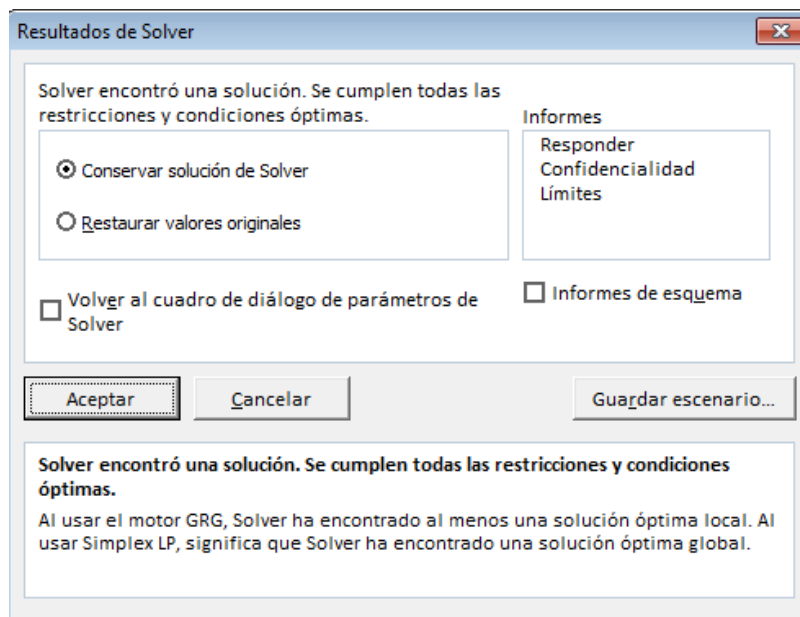 Resultados de Solver
Solver encontró una solución. Se cumplen todas las
restricciones y condiciones óptimas.
Informes
Conservar solución de Solver
Restaurar valores originales
Responder
Confidencialidad
Límites
Volver al cuadro de diálogo de parámetros de
Solver
Informes de esquema
Aceptar
Cancelar
Guardar escenario...
Solver encontró una solución. Se cumplen todas las restricciones y condiciones
óptimas.
Al usar el motor GRG, Solver ha encontrado al menos una solución óptima local. Al
usar Simplex LP, significa que Solver ha encontrado una solución óptima global.